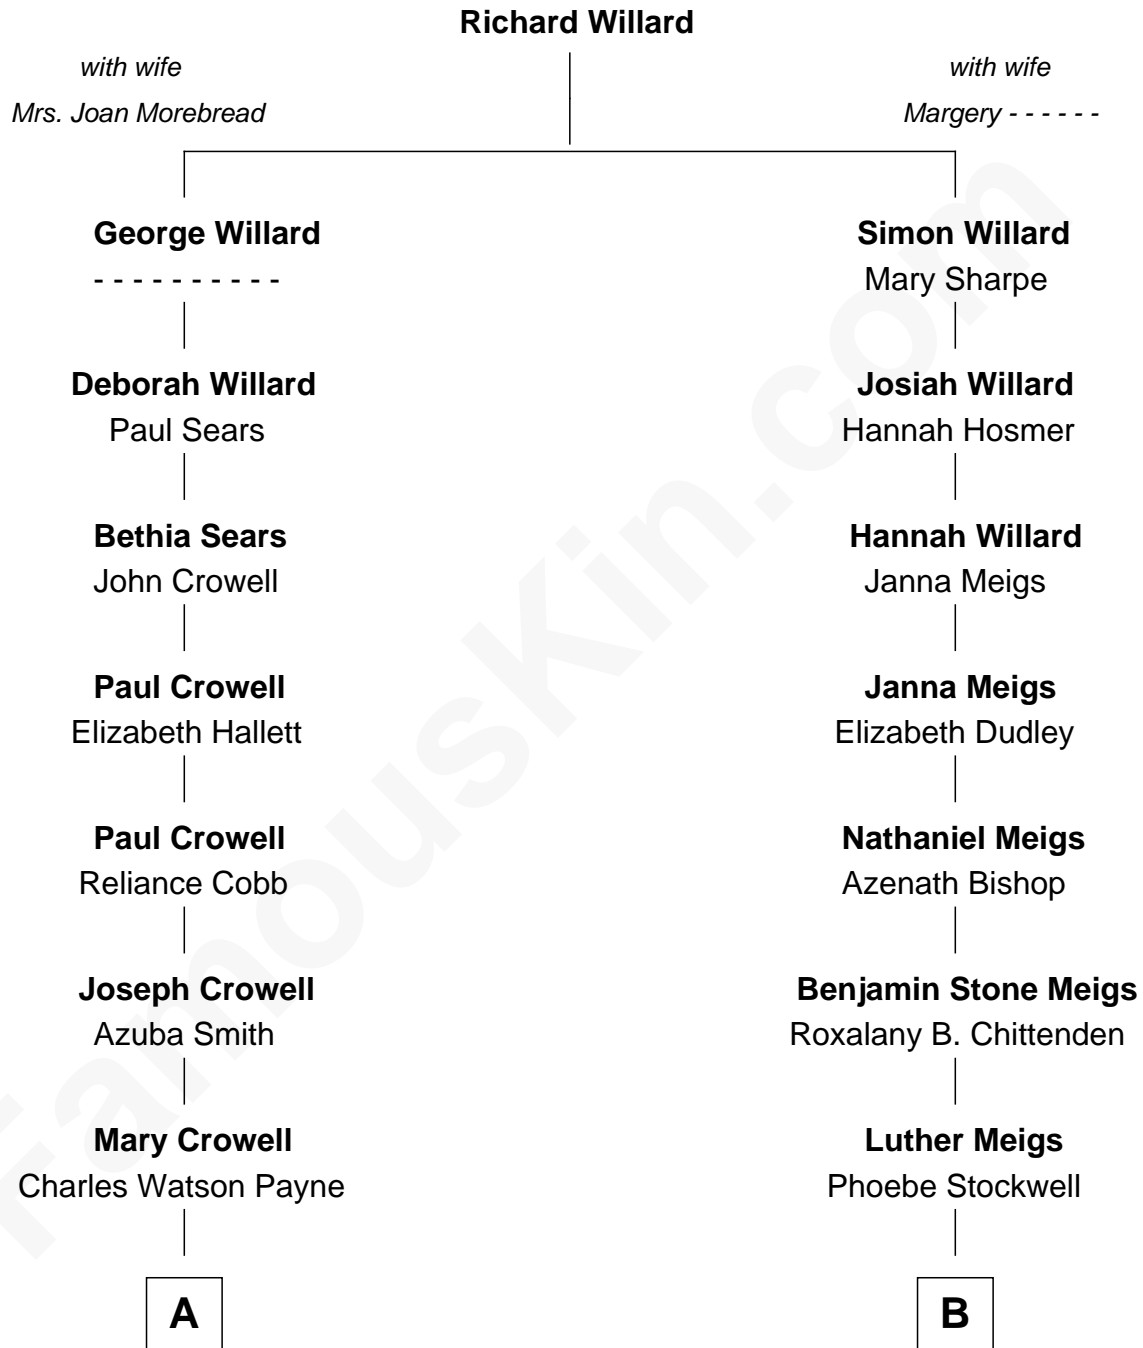 Richard Willard
with wife
Mrs. Joan Morebread
with wife
Margery - - - - - -
George Willard
- - - - - - - - - -
Simon Willard
Mary Sharpe
Deborah Willard
Paul Sears
Josiah Willard
Hannah Hosmer
Bethia Sears
John Crowell
Hannah Willard
Janna Meigs
Paul Crowell
Elizabeth Hallett
Janna Meigs
Elizabeth Dudley
Paul Crowell
Reliance Cobb
Nathaniel Meigs
Azenath Bishop
Joseph Crowell
Azuba Smith
Benjamin Stone Meigs
Roxalany B. Chittenden
Mary Crowell
Charles Watson Payne
Luther Meigs
Phoebe Stockwell
A
B
FamousKin.com